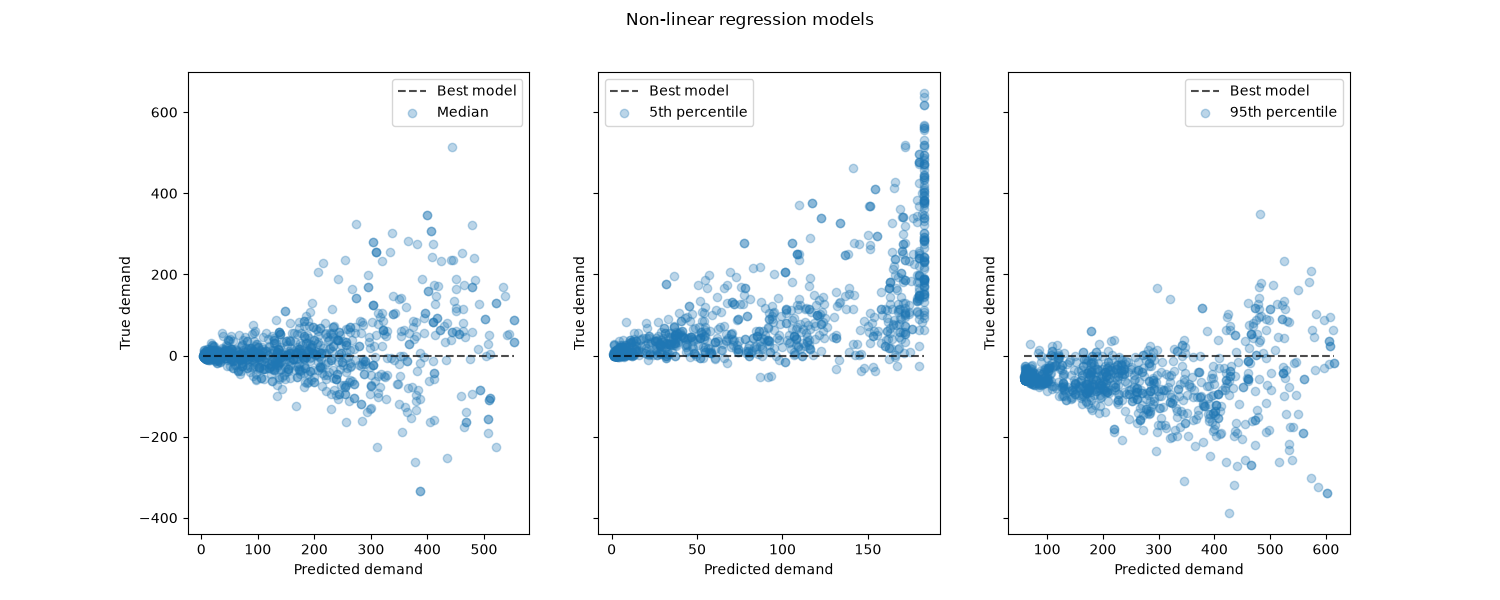 Non-linear regression models
Best model
Median
True demand
600
400
200
0
−200
−400
0 100 200 300 400 500
Predicted demand
Best model
5th percentile
True demand
0 50 100 150
Predicted demand
Best model
95th percentile
True demand
100 200 300 400 500 600
Predicted demand